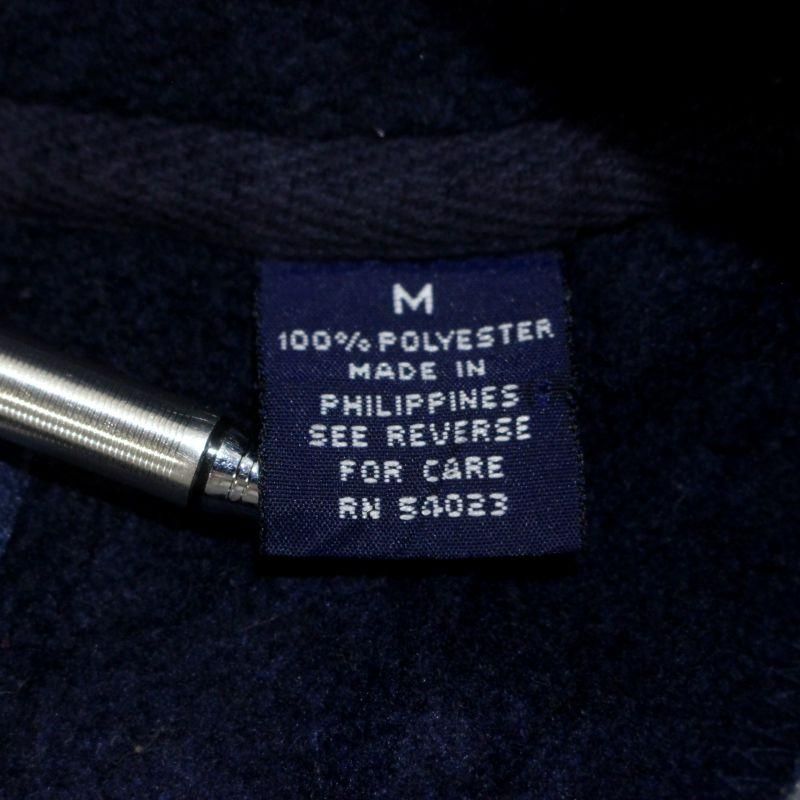 M
100% POLYESTER
MADE IN
PHILIPPINES
SEE REVERSE
FOR CARE
RN 54023